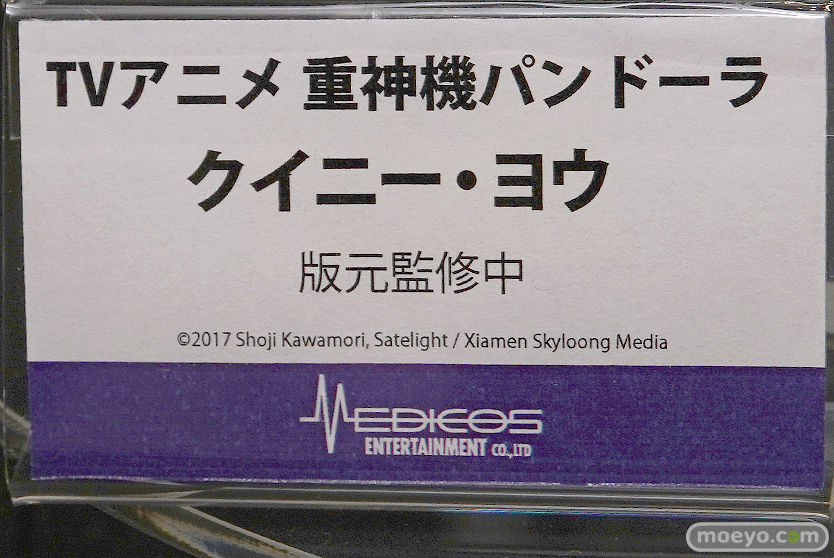 TVアニメ 重神機パンドーラ
クイニー・ヨウ
版元監修中
©2017 Shoji Kawamori, Satelight / Xiamen Skyloong Media
MEDICOS
ENTERTAINMENT CO.,LTD
moeyo.com